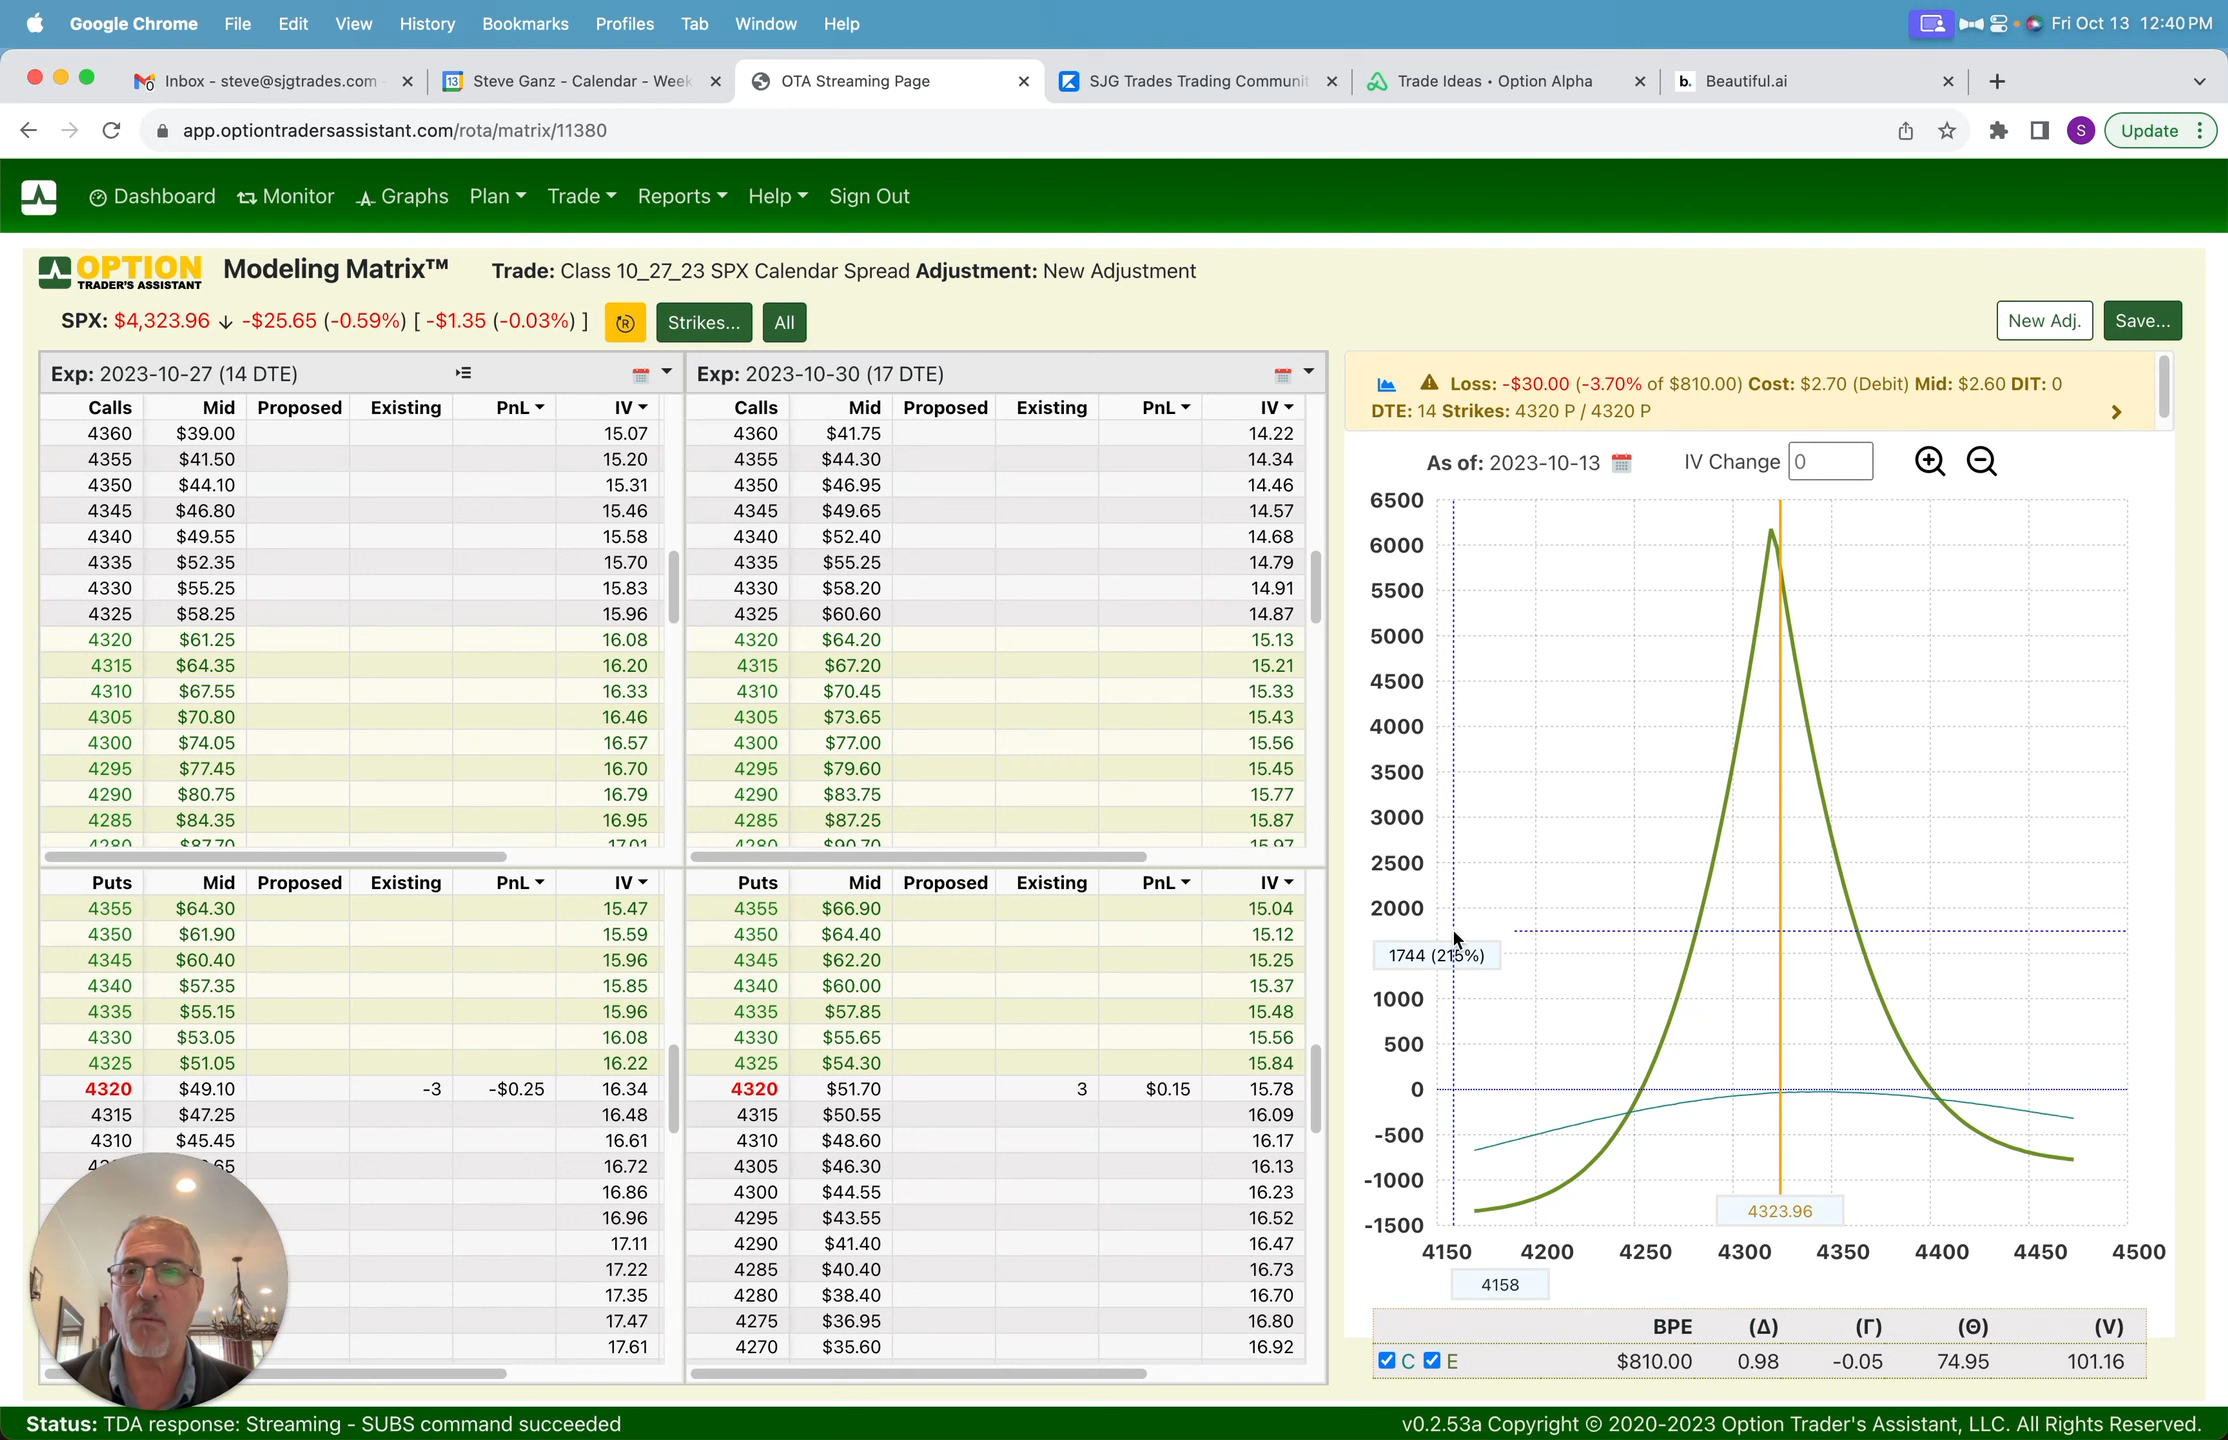 Google Chrome File Edit View History Bookmarks Profiles Tab Window Help Fri Oct 13 12:40 PM
Inbox - steve@sjgtrades.com - Steve Ganz - Calendar - Week OTA Streaming Page SJG Trades Trading Communit Trade Ideas • Option Alpha b. Beautiful.ai
app.optiontradersassistant.com/rota/matrix/11380 S Update
Dashboard Monitor Graphs Plan Trade Reports Help Sign Out
OPTION TRADER'S ASSISTANT Modeling Matrix™ Trade: Class 10_27_23 SPX Calendar Spread Adjustment: New Adjustment
SPX: $4,323.96 ↓ -$25.65 (-0.59%) [ -$1.35 (-0.03%) ] R Strikes... All New Adj. Save...
Exp: 2023-10-27 (14 DTE) Exp: 2023-10-30 (17 DTE)
Calls Mid Proposed Existing PnL IV Calls Mid Proposed Existing PnL IV
4360 $39.00 15.07 4360 $41.75 14.22
4355 $41.50 15.20 4355 $44.30 14.34
4350 $44.10 15.31 4350 $46.95 14.46
4345 $46.80 15.46 4345 $49.65 14.57
4340 $49.55 15.58 4340 $52.40 14.68
4335 $52.35 15.70 4335 $55.25 14.79
4330 $55.25 15.83 4330 $58.20 14.91
4325 $58.25 15.96 4325 $60.60 14.87
4320 $61.25 16.08 4320 $64.20 15.13
4315 $64.35 16.20 4315 $67.20 15.21
4310 $67.55 16.33 4310 $70.45 15.33
4305 $70.80 16.46 4305 $73.65 15.43
4300 $74.05 16.57 4300 $77.00 15.56
4295 $77.45 16.70 4295 $79.60 15.45
4290 $80.75 16.79 4290 $83.75 15.77
4285 $84.35 16.95 4285 $87.25 15.87
4280 $87.70 17.01 4280 $90.70 15.97
Puts Mid Proposed Existing PnL IV Puts Mid Proposed Existing PnL IV
4355 $64.30 15.47 4355 $66.90 15.04
4350 $61.90 15.59 4350 $64.40 15.12
4345 $60.40 15.96 4345 $62.20 15.25
4340 $57.35 15.85 4340 $60.00 15.37
4335 $55.15 15.96 4335 $57.85 15.48
4330 $53.05 16.08 4330 $55.65 15.56
4325 $51.05 16.22 4325 $54.30 15.84
4320 $49.10 -3 -$0.25 16.34 4320 $51.70 3 $0.15 15.78
4315 $47.25 16.48 4315 $50.55 16.09
4310 $45.45 16.61 4310 $48.60 16.17
16.72 4305 $46.30 16.13
16.86 4300 $44.55 16.23
16.96 4295 $43.55 16.52
17.11 4290 $41.40 16.47
17.22 4285 $40.40 16.73
17.35 4280 $38.40 16.70
17.47 4275 $36.95 16.80
17.61 4270 $35.60 16.92
Loss: -$30.00 (-3.70% of $810.00) Cost: $2.70 (Debit) Mid: $2.60 DIT: 0
DTE: 14 Strikes: 4320 P / 4320 P
As of: 2023-10-13 IV Change 0
6500
6000
5500
5000
4500
4000
3500
3000
2500
2000
1744 (215%)
1000
500
0
-500
-1000
4323.96
-1500
4150 4200 4250 4300 4350 4400 4450 4500
4158
BPE (Δ) (Γ) (Θ) (V)
C E $810.00 0.98 -0.05 74.95 101.16
Status: TDA response: Streaming - SUBS command succeeded v0.2.53a Copyright © 2020-2023 Option Trader's Assistant, LLC. All Rights Reserved.